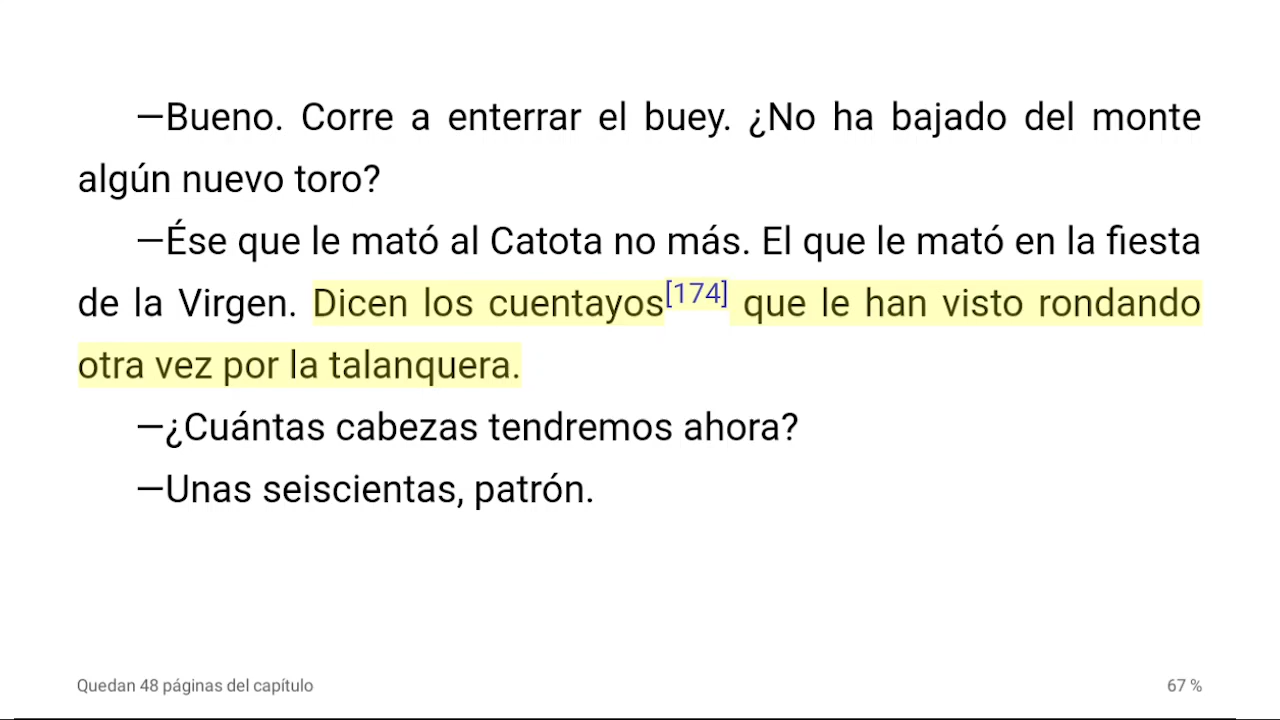 —Bueno. Corre a enterrar el buey. ¿No ha bajado del monte
algún nuevo toro?
—Ése que le mató al Catota no más. El que le mató en la fiesta
de la Virgen. Dicen los cuentayos[174] que le han visto rondando
otra vez por la talanquera.
—¿Cuántas cabezas tendremos ahora?
—Unas seiscientas, patrón.
Quedan 48 páginas del capítulo
67 %